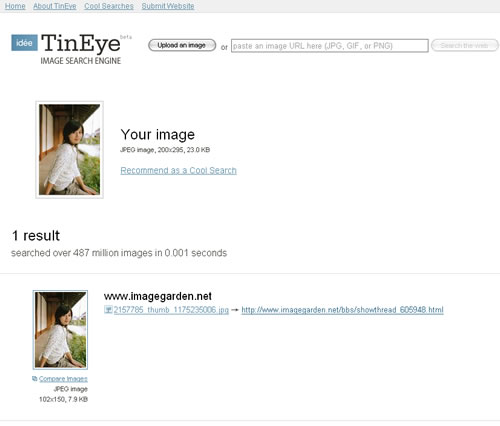 Home About TinEye Cool Searches Submit Website
idée TinEye beta
IMAGE SEARCH ENGINE
Upload an image or paste an image URL here (JPG, GIF, or PNG) Search the web
Your image
JPEG image, 200x295, 23.0 KB
Recommend as a Cool Search
1 result
searched over 487 million images in 0.001 seconds
www.imagegarden.net
2157785_thumb_1175235006.jpg → http://www.imagegarden.net/bbs/showthread_605948.html
Compare Images
JPEG image
102x150, 7.9 KB